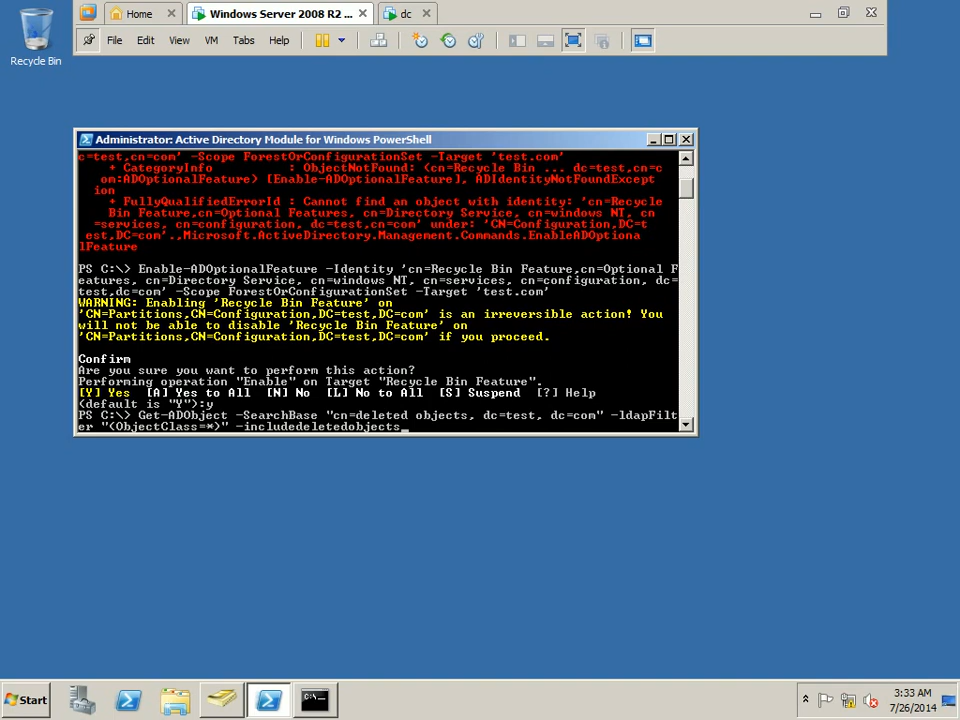 Home
Windows Server 2008 R2 ...
dc
File Edit View VM Tabs Help
Recycle Bin
Administrator: Active Directory Module for Windows PowerShell
c=test,cn=com' -Scope ForestOrConfigurationSet -Target 'test.com'
+ CategoryInfo : ObjectNotFound: (cn=Recycle Bin ... dc=test,cn=c
om:ADOptionalFeature) [Enable-ADOptionalFeature], ADIdentityNotFoundExcept
ion
+ FullyQualifiedErrorId : Cannot find an object with identity: 'cn=Recycle
Bin Feature,cn=Optional Features, cn=Directory Service, cn=windows NT, cn
=services, cn=configuration, dc=test,cn=com' under: 'CN=Configuration,DC=t
est,DC=com'.,Microsoft.ActiveDirectory.Management.Commands.EnableADOptiona
lFeature
PS C:\> Enable-ADOptionalFeature -Identity 'cn=Recycle Bin Feature,cn=Optional F
eatures, cn=Directory Service, cn=windows NT, cn=services, cn=configuration, dc=
test,dc=com' -Scope ForestOrConfigurationSet -Target 'test.com'
WARNING: Enabling 'Recycle Bin Feature' on
'CN=Partitions,CN=Configuration,DC=test,DC=com' is an irreversible action! You
will not be able to disable 'Recycle Bin Feature' on
'CN=Partitions,CN=Configuration,DC=test,DC=com' if you proceed.
Confirm
Are you sure you want to perform this action?
Performing operation "Enable" on Target "Recycle Bin Feature".
[Y] Yes [A] Yes to All [N] No [L] No to All [S] Suspend [?] Help
(default is "Y"):y
PS C:\> Get-ADObject -SearchBase "cn=deleted objects, dc=test, dc=com" -ldapFilt
er "(ObjectClass=*)" -includedeletedobjects_
Start
3:33 AM
7/26/2014